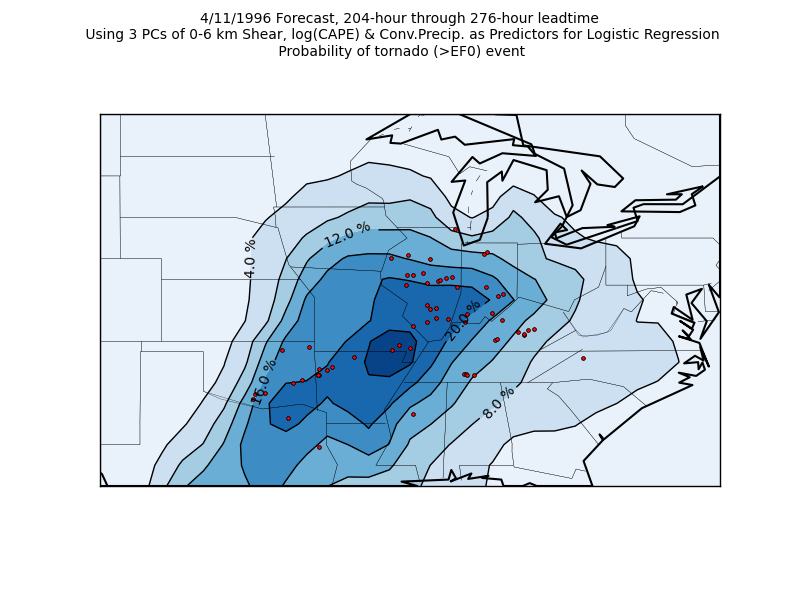 4/11/1996 Forecast, 204-hour through 276-hour leadtime
Using 3 PCs of 0-6 km Shear, log(CAPE) & Conv.Precip. as Predictors for Logistic Regression
Probability of tornado (>EF0) event
12.0 %
4.0 %
20.0 %
16.0 %
8.0 %